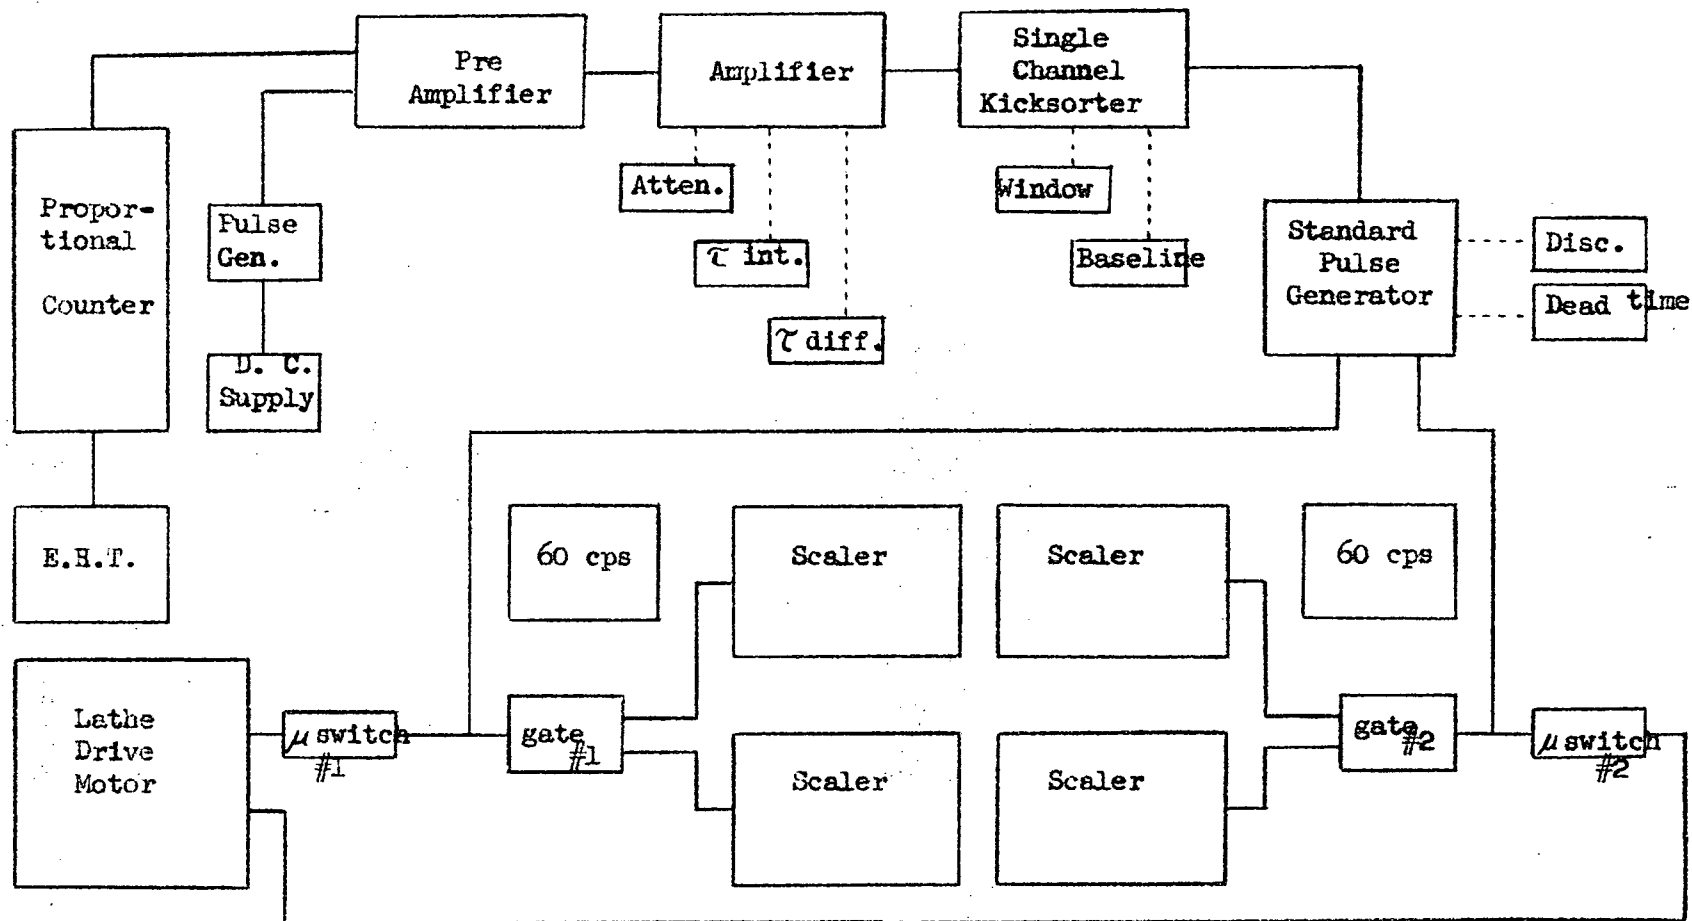 Pre
Amplifier
Amplifier
Single
Channel
Kicksorter
Propor-
tional
Counter
Pulse
Gen.
D. C.
Supply
E.H.T.
Atten.
τ int.
τ diff.
Window
Baseline
Standard
Pulse
Generator
Disc.
Dead time
60 cps
Scaler
Scaler
60 cps
Lathe
Drive
Motor
μ switch
#1
gate
#1
Scaler
Scaler
gate
#2
μ switch
#2